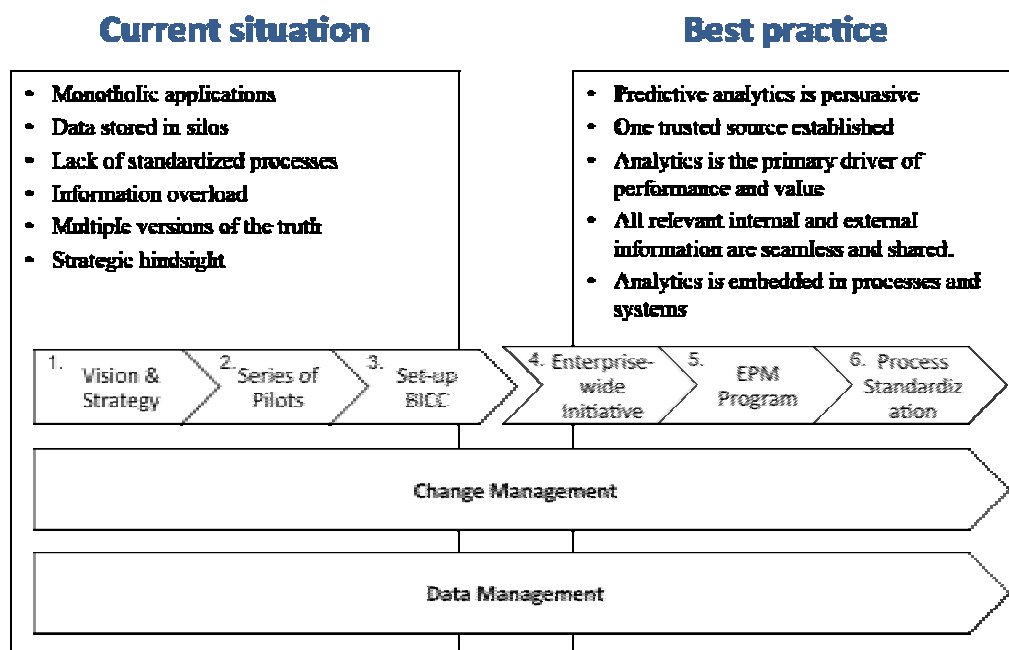 Current situation
• Monotholic applications
• Data stored in silos
• Lack of standardized processes
• Information overload
• Multiple versions of the truth
• Strategic hindsight
Best practice
• Predictive analytics is persuasive
• One trusted source established
• Analytics is the primary driver of
performance and value
• All relevant internal and external
information are seamless and shared.
• Analytics is embedded in processes and
systems
1. Vision &
Strategy
2. Series of
Pilots
3. Set-up
BICC
4. Enterprise-
wide
Initiative
5. EPM
Program
6. Process
Standardiz
ation
Change Management
Data Management